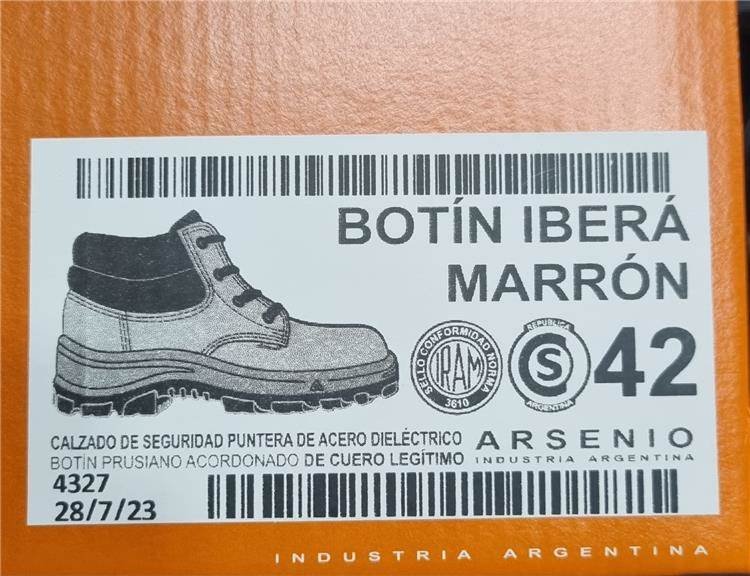 BOTÍN IBERÁ
MARRÓN
SELLO CONFORMIDAD NORMA
IRAM
3610
REPUBLICA
S
ARGENTINA
42
CALZADO DE SEGURIDAD PUNTERA DE ACERO DIELÉCTRICO
BOTÍN PRUSIANO ACORDONADO DE CUERO LEGÍTIMO
ARSENIO
INDUSTRIA ARGENTINA
4327
28/7/23
INDUSTRIA ARGENTINA